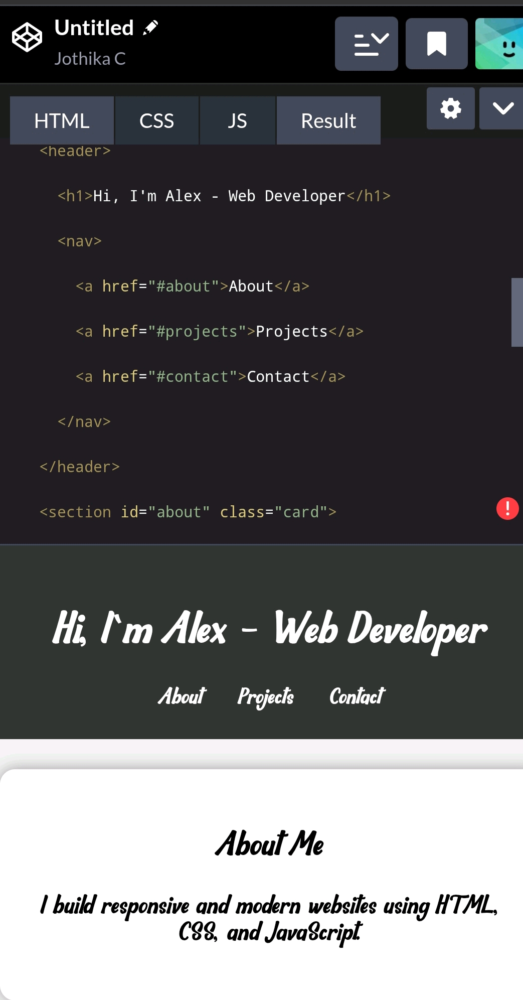 Untitled
Jothika C
HTML CSS JS Result
<header>
<h1>Hi, I'm Alex - Web Developer</h1>
<nav>
<a href="#about">About</a>
<a href="#projects">Projects</a>
<a href="#contact">Contact</a>
</nav>
</header>
<section id="about" class="card">
!
Hi, I`m Alex - Web Developer
About Projects Contact
About Me
I build responsive and modern websites using HTML,
CSS, and JavaScript.